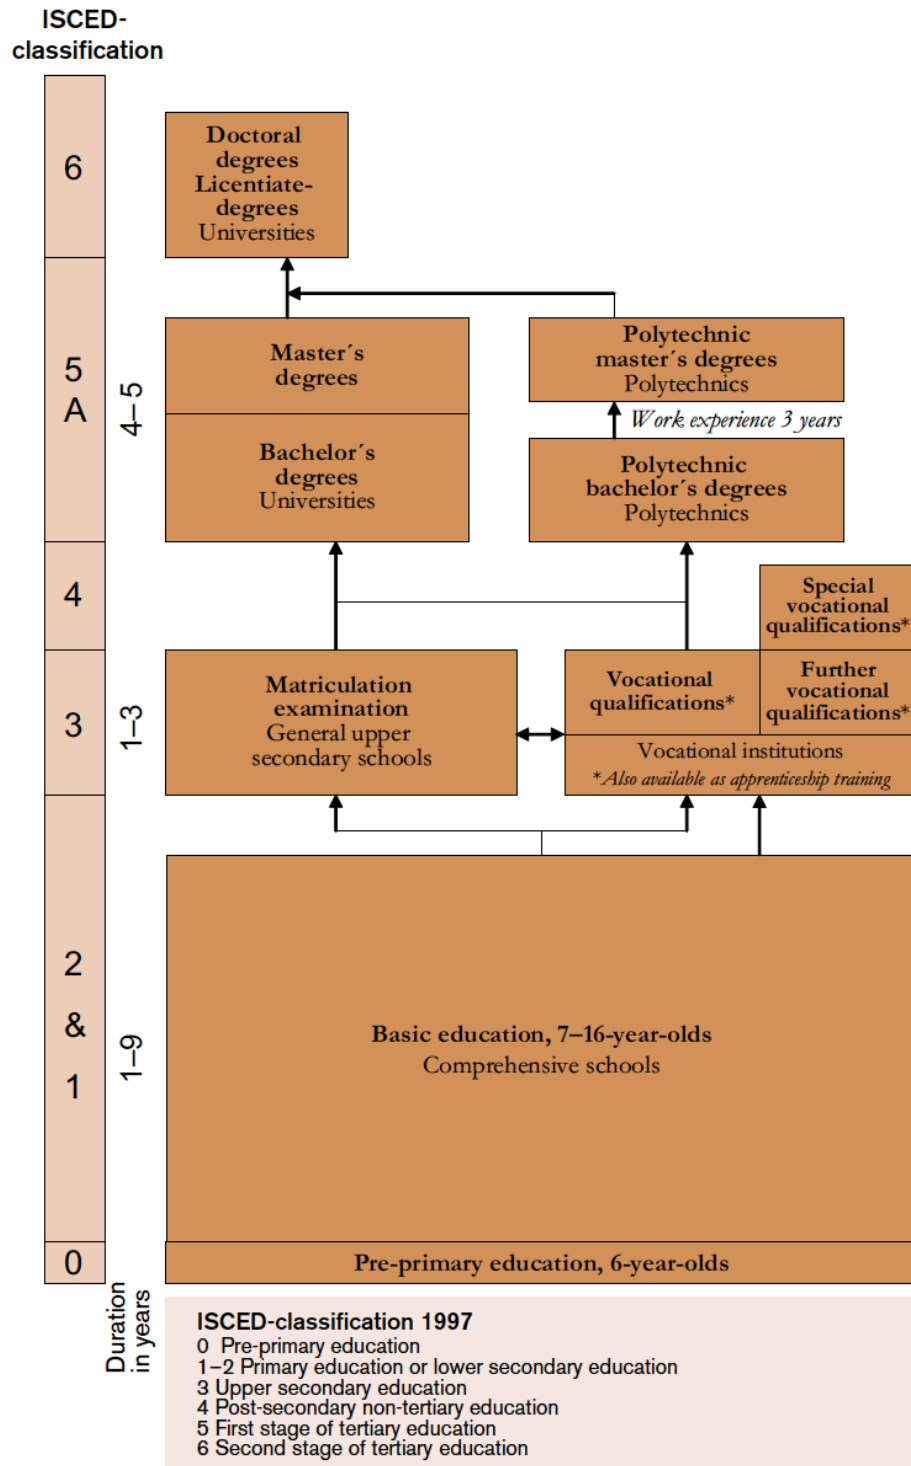 ISCED-
classification
6
Doctoral
degrees
Licentiate-
degrees
Universities
5
A
4–5
Master´s
degrees
Bachelor´s
degrees
Universities
Polytechnic
master´s degrees
Polytechnics
Work experience 3 years
Polytechnic
bachelor´s degrees
Polytechnics
4
Special
vocational
qualifications*
3
1–3
Matriculation
examination
General upper
secondary schools
Vocational
qualifications*
Further
vocational
qualifications*
Vocational institutions
*Also available as apprenticeship training
2
&
1
1–9
Basic education, 7–16-year-olds
Comprehensive schools
0
Pre-primary education, 6-year-olds
Duration
in years
ISCED-classification 1997
0 Pre-primary education
1–2 Primary education or lower secondary education
3 Upper secondary education
4 Post-secondary non-tertiary education
5 First stage of tertiary education
6 Second stage of tertiary education